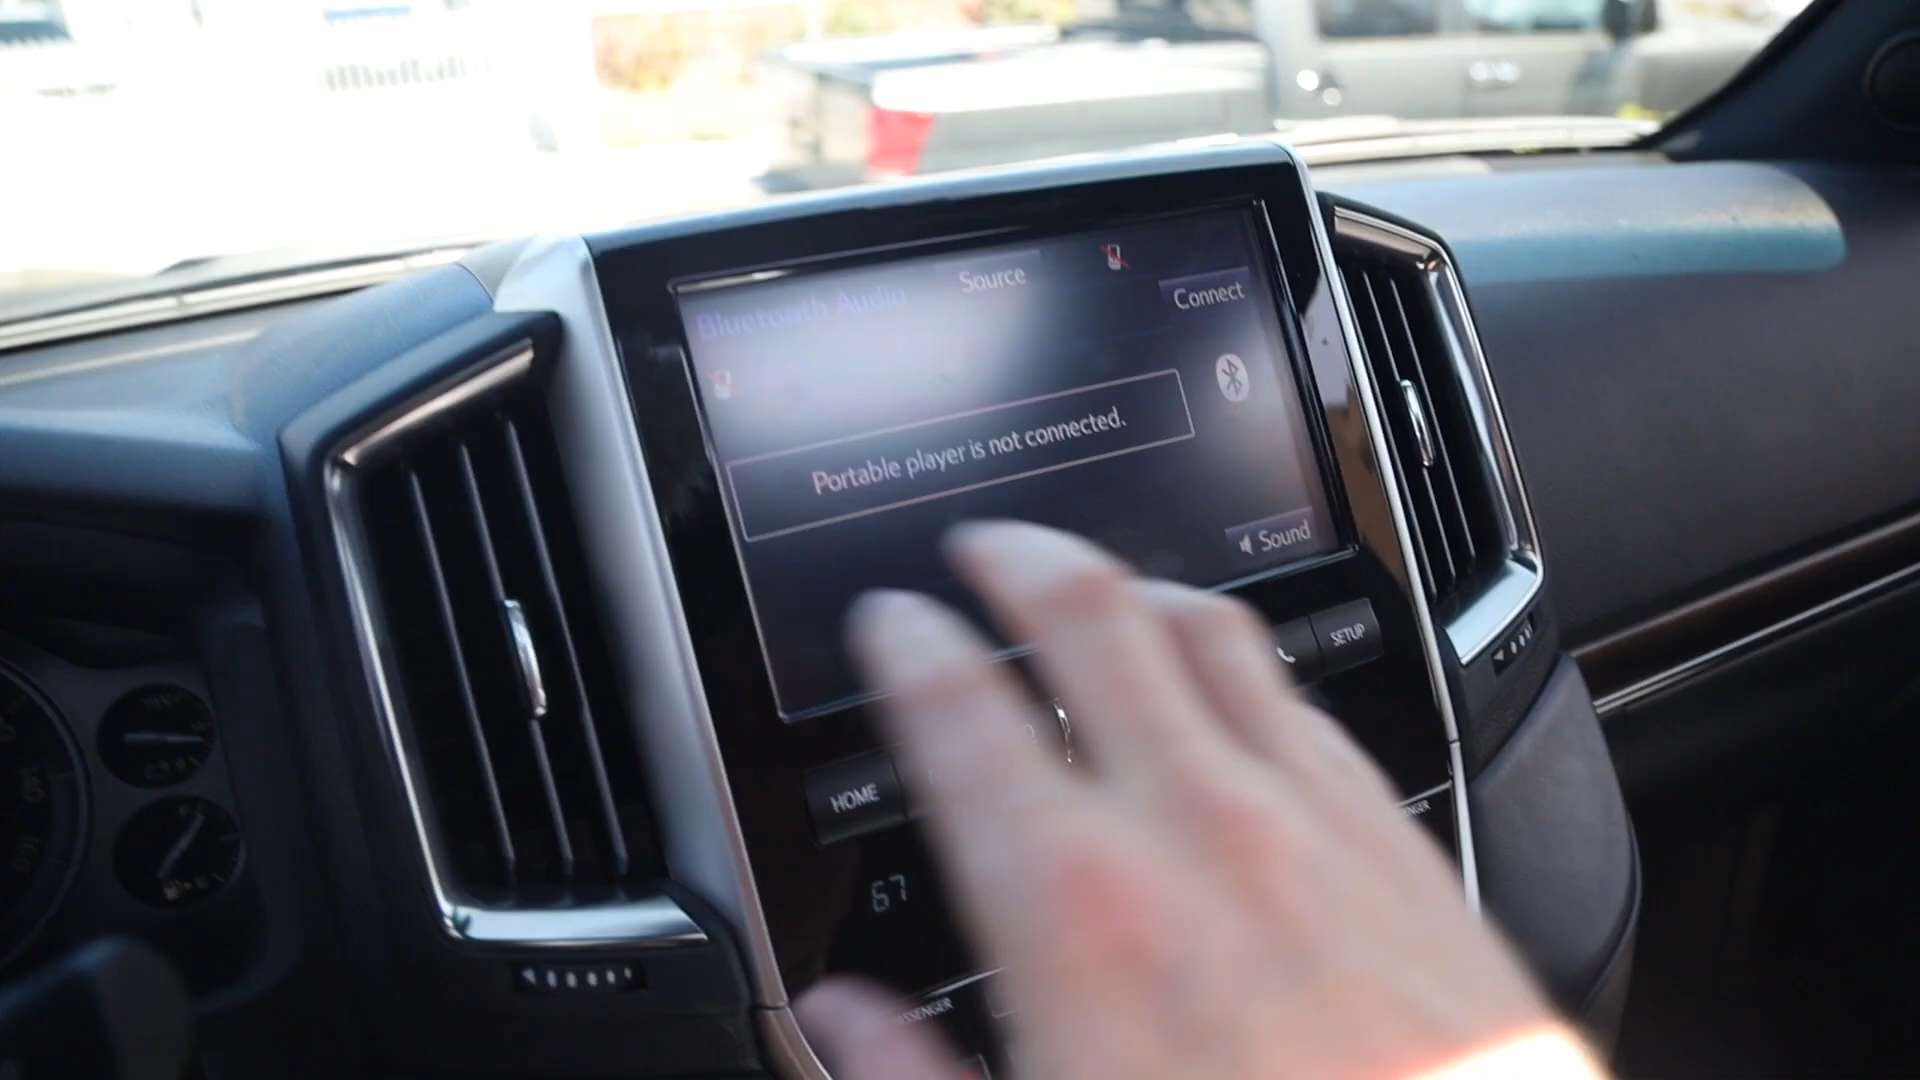 Source
Bluetooth Audio
Connect
Portable player is not connected.
Sound
SETUP
HOME
67